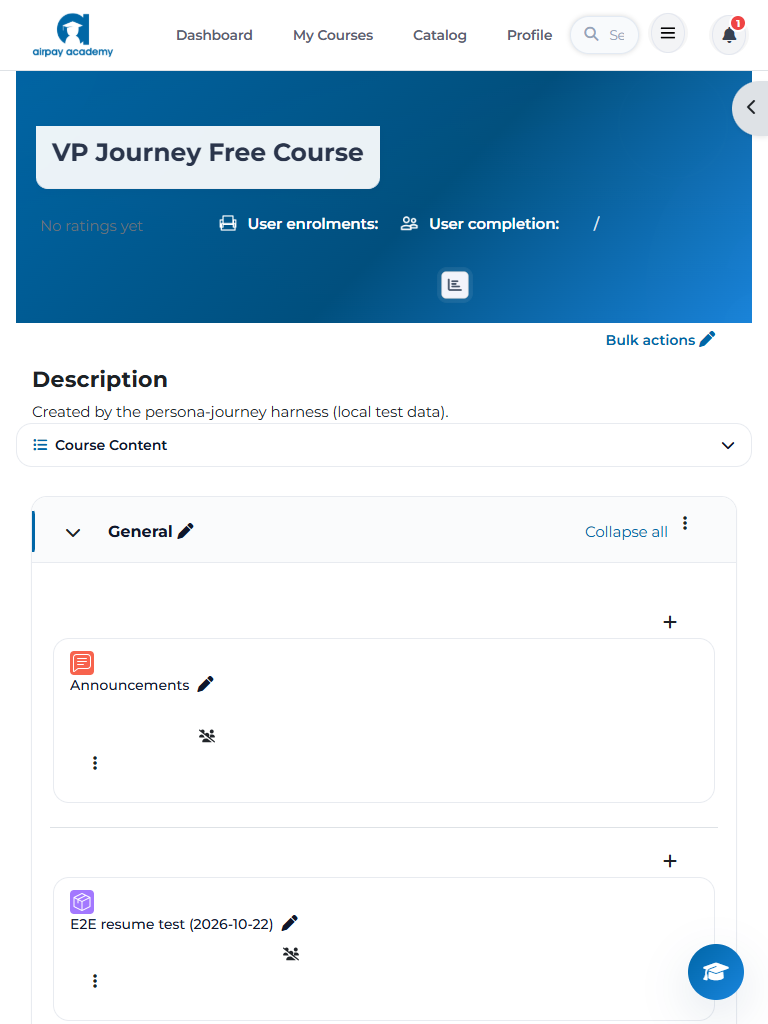 airpay academy
Dashboard
My Courses
Catalog
Profile
Se
1
VP Journey Free Course
No ratings yet
User enrolments:
User completion:
/
Bulk actions
Description
Created by the persona-journey harness (local test data).
Course Content
General
Collapse all
Announcements
E2E resume test (2026-10-22)